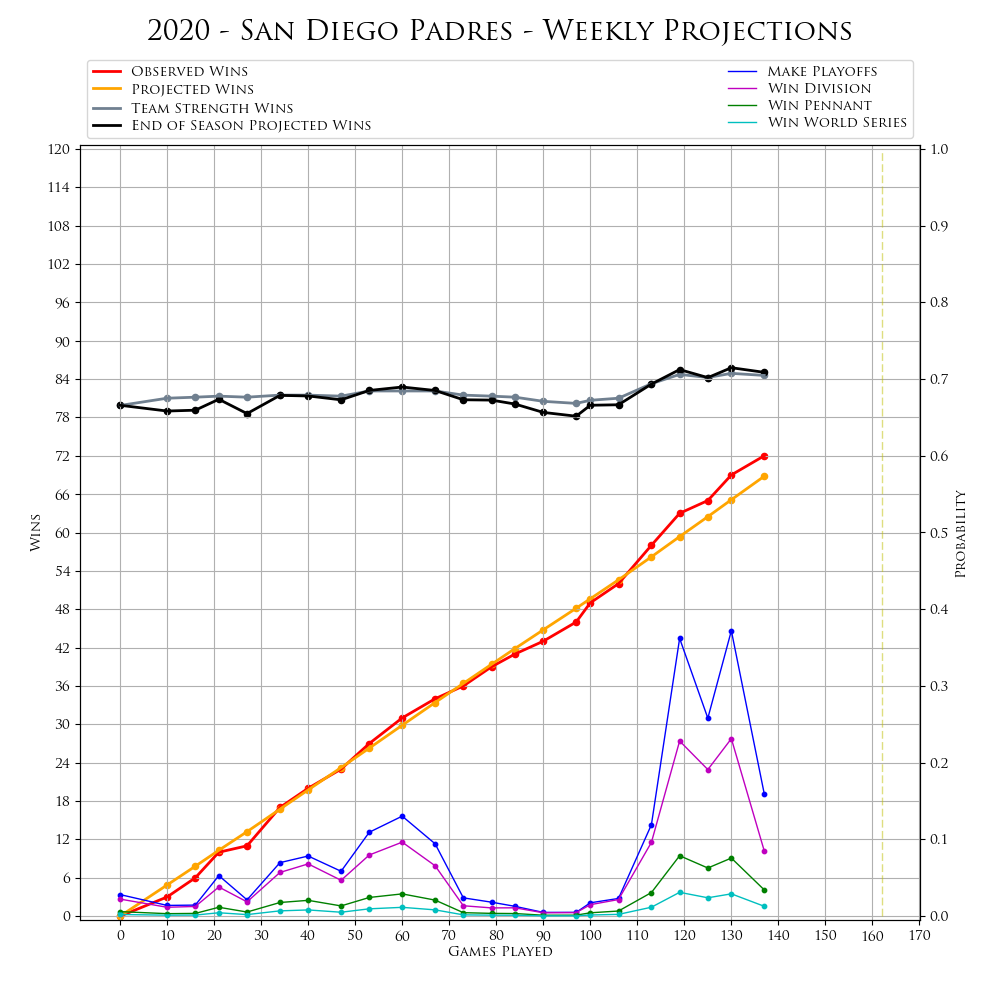 2020 - San Diego Padres - Weekly Projections
Observed Wins
Projected Wins
Team Strength Wins
End of Season Projected Wins
Make Playoffs
Win Division
Win Pennant
Win World Series
120
114
108
102
96
90
84
78
72
66
60
54
48
42
36
30
24
18
12
6
0
Wins
1.0
0.9
0.8
0.7
0.6
0.5
0.4
0.3
0.2
0.1
0.0
Probability
0 10 20 30 40 50 60 70 80 90 100 110 120 130 140 150 160 170
Games Played